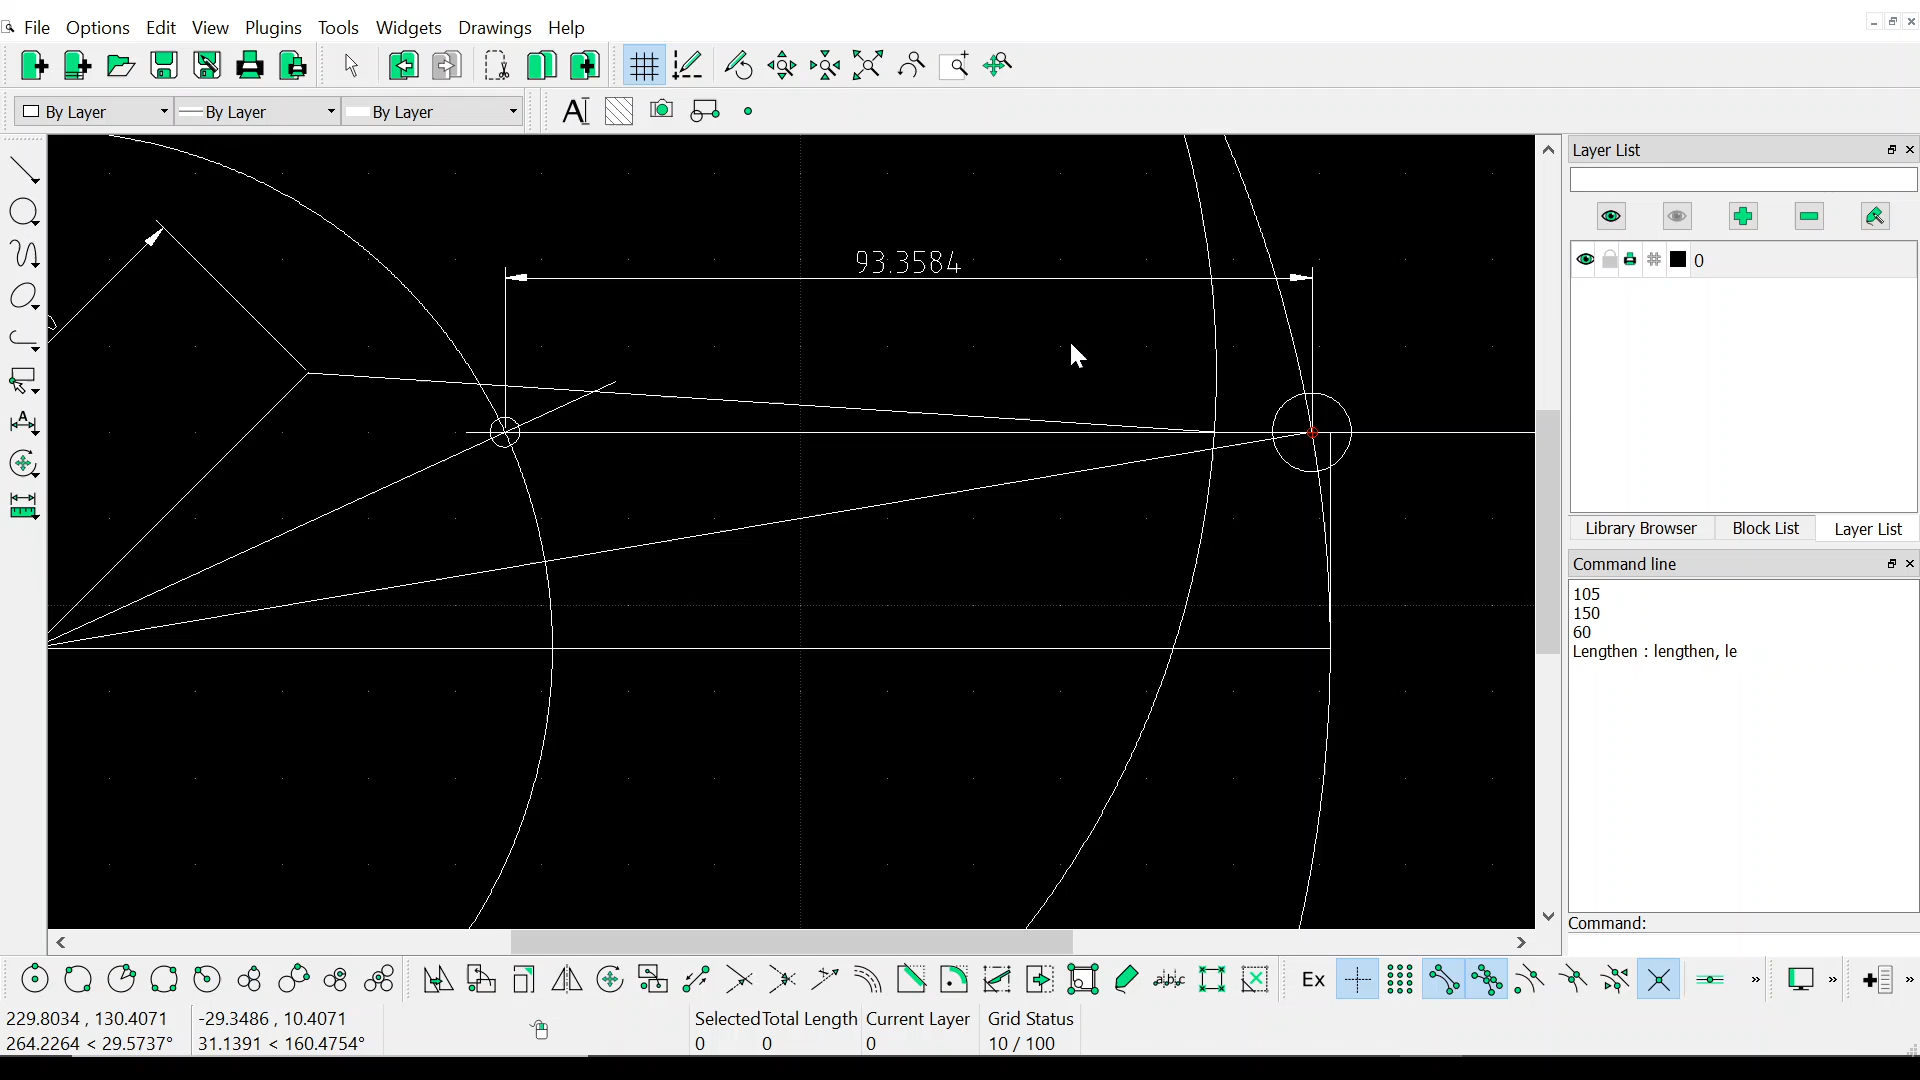 File Options Edit View Plugins Tools Widgets Drawings Help
By Layer By Layer By Layer A
Layer List
93.3584
0
Library Browser Block List Layer List
Command line
105
150
60
Lengthen : lengthen, le
Command:
Ex
229.8034 , 130.4071 -29.3486 , 10.4071 Selected Total Length Current Layer Grid Status
264.2264 < 29.5737° 31.1391 < 160.4754° 0 0 0 10 / 100